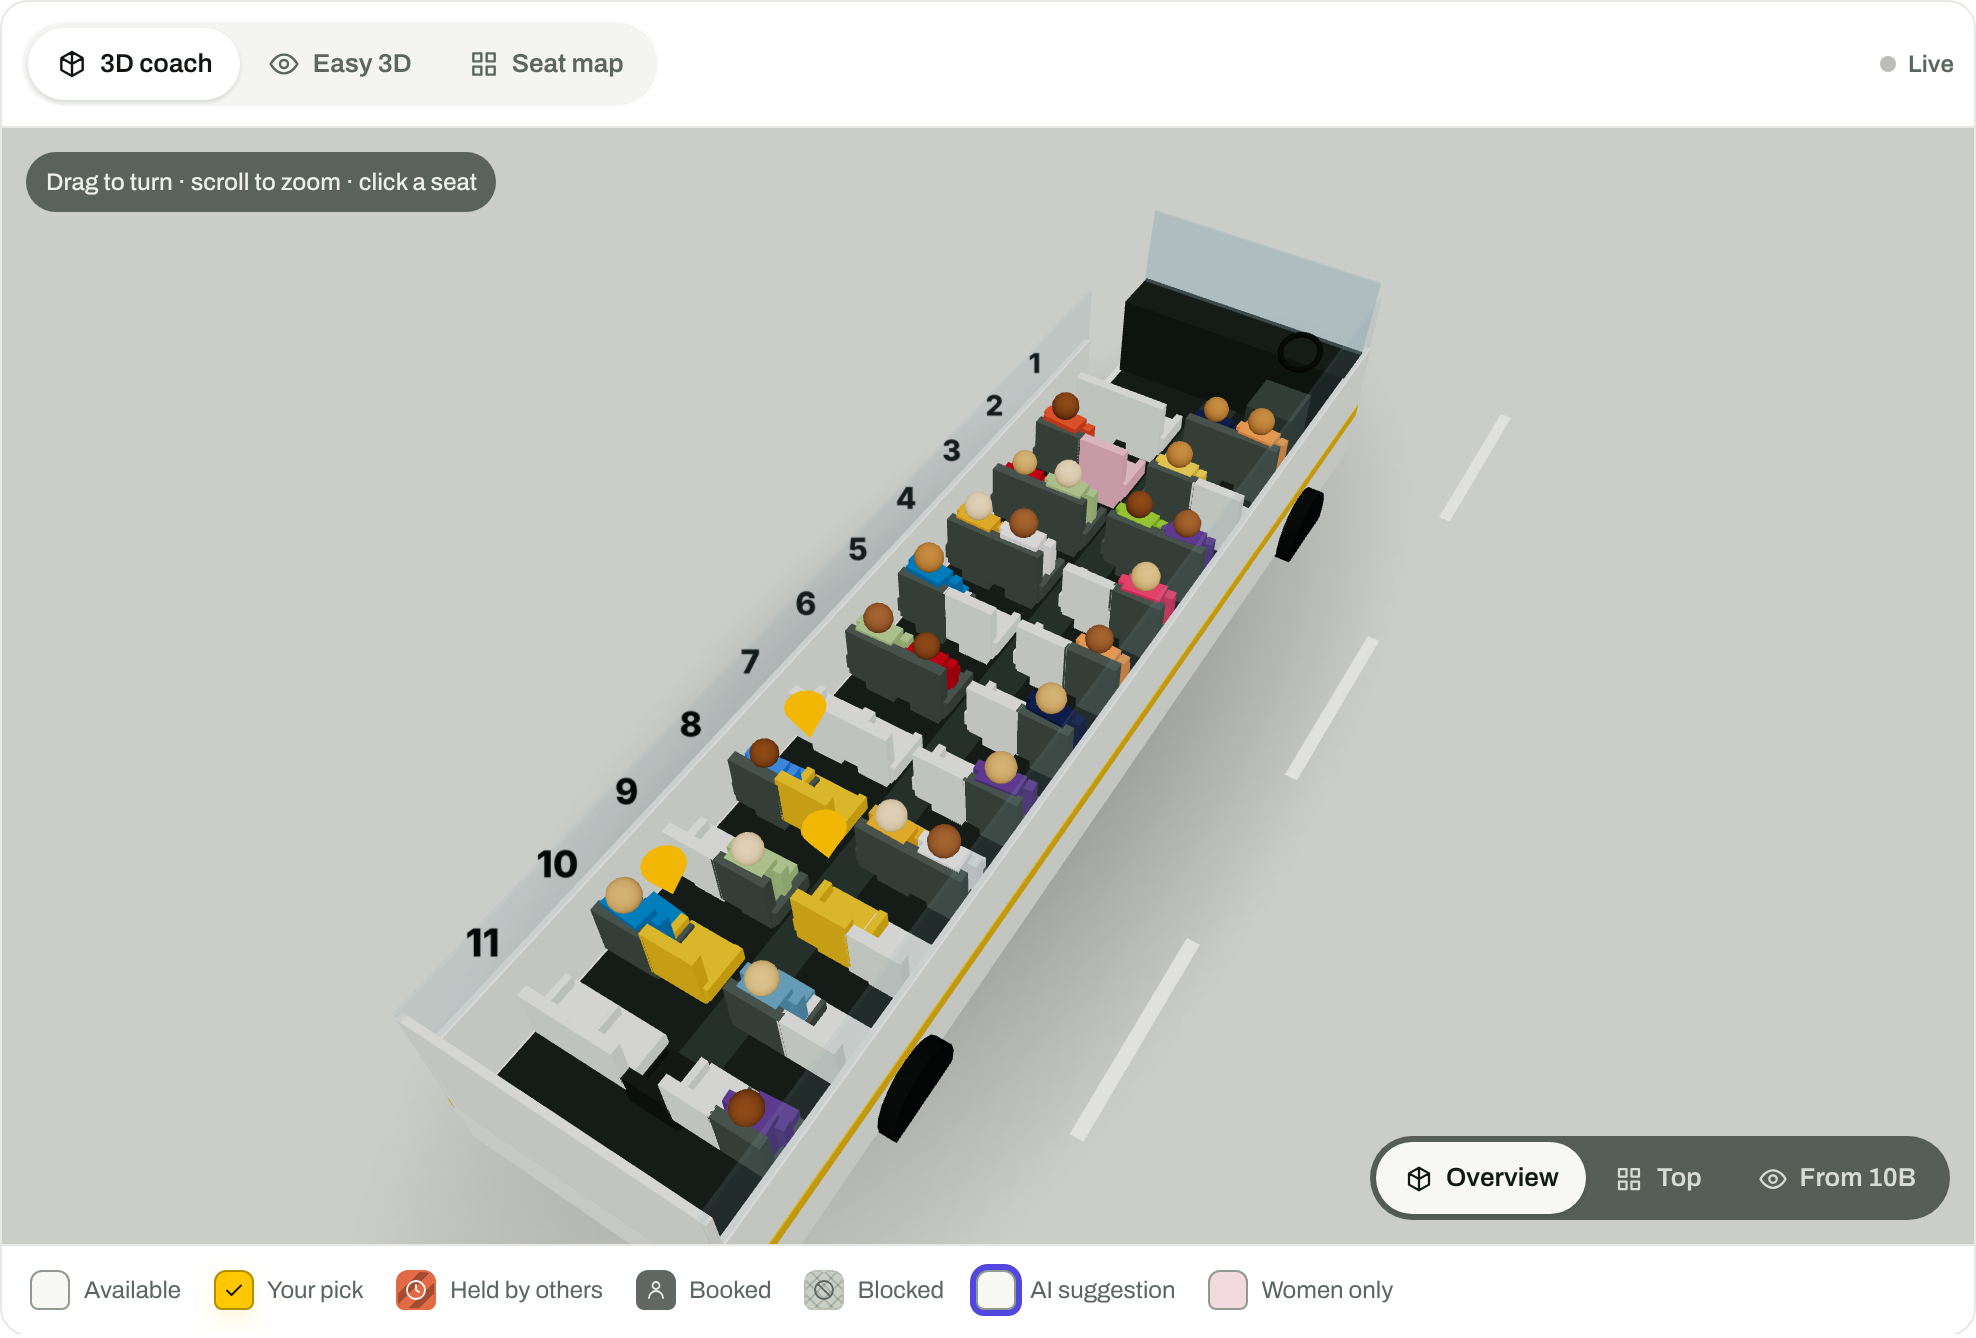 3D coach
Easy 3D
Seat map
Live
Drag to turn · scroll to zoom · click a seat
1
2
3
4
5
6
7
8
9
10
11
Overview
Top
From 10B
Available
Your pick
Held by others
Booked
Blocked
AI suggestion
Women only